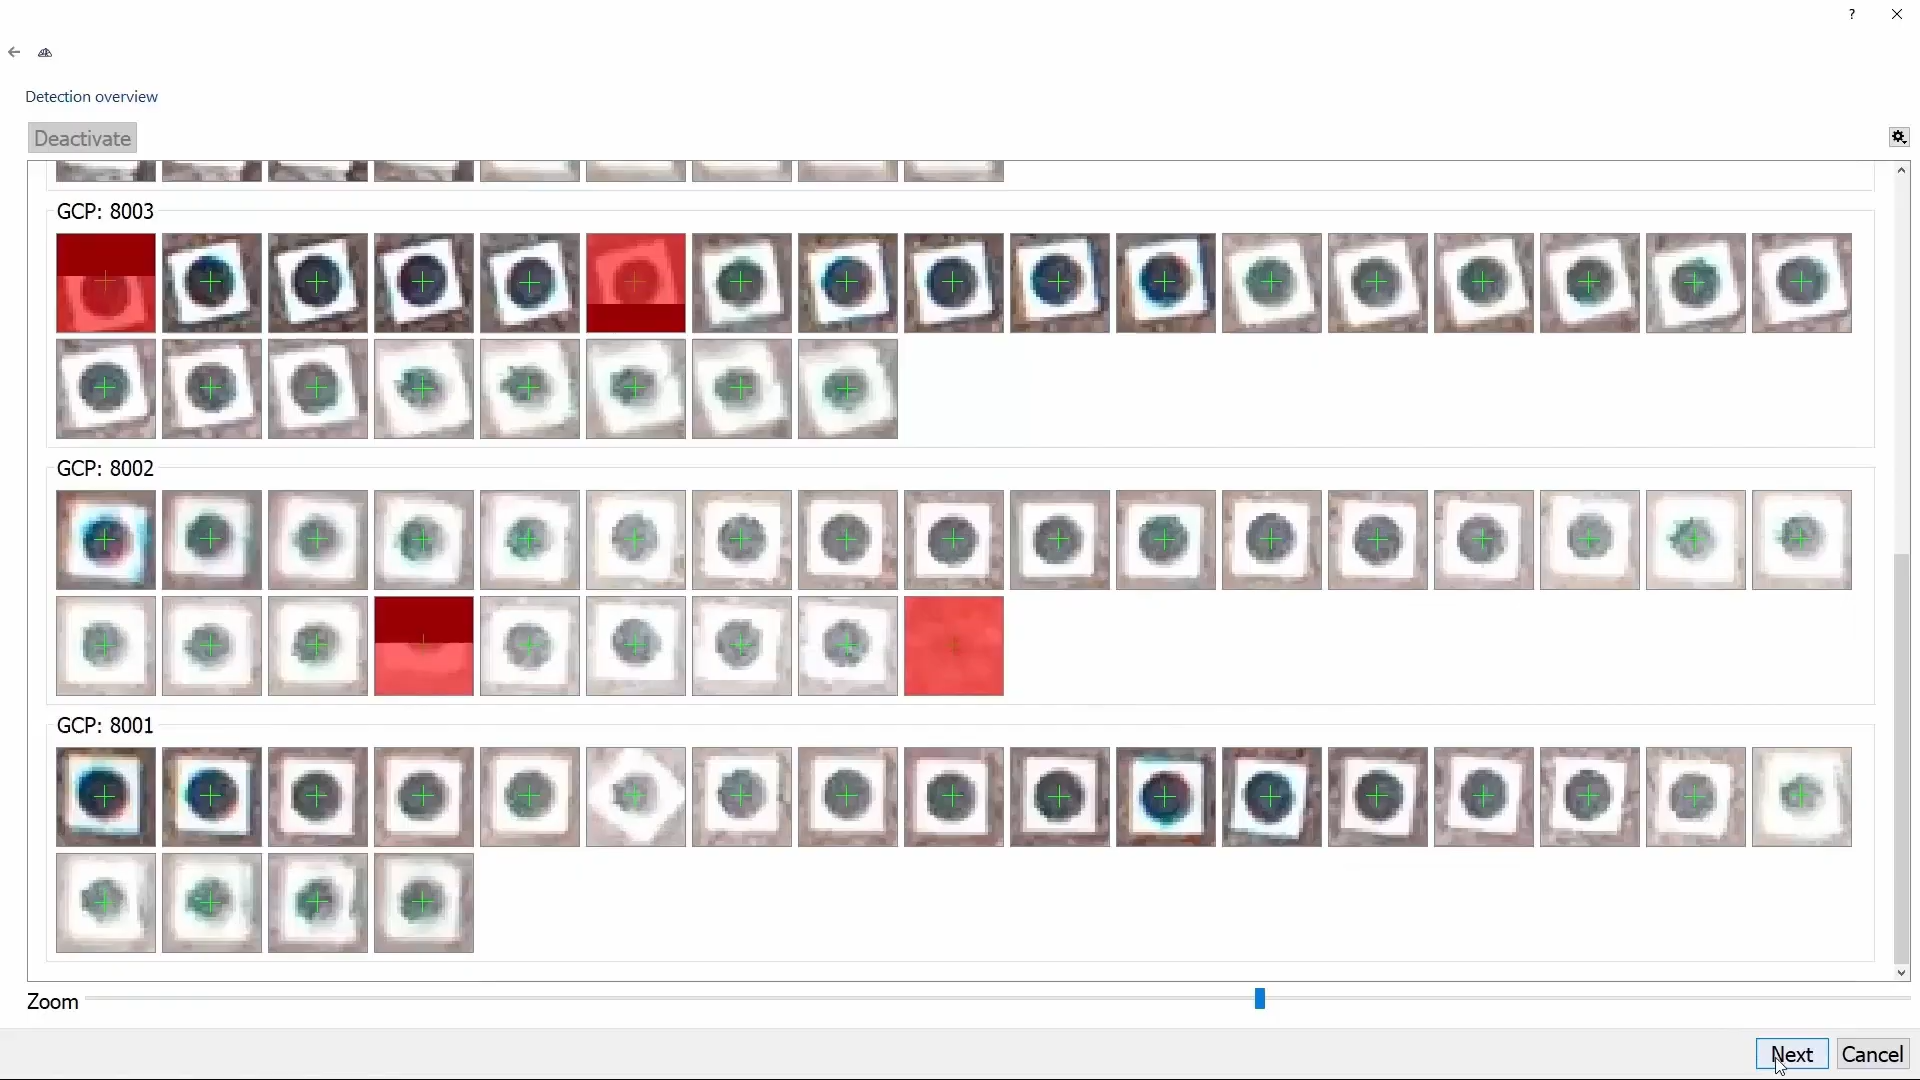 ?
Detection overview
Deactivate
GCP: 8003
GCP: 8002
GCP: 8001
Zoom
Next
Cancel